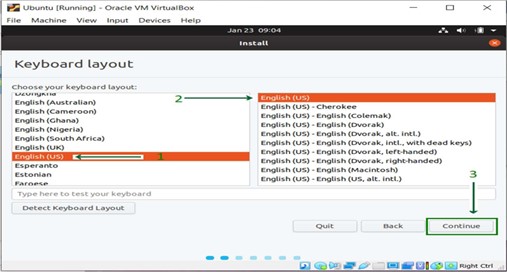 Ubuntu [Running] - Oracle VM VirtualBox
File Machine View Input Devices Help
Jan 23 09:04
Install
Keyboard layout
Choose your keyboard layout:
Dzongkha
English (Australian)
English (Cameroon)
English (Ghana)
English (Nigeria)
English (South Africa)
English (UK)
English (US)
1
Esperanto
Estonian
Faroese
2
English (US)
English (US) - Cherokee
English (US) - English (Colemak)
English (US) - English (Dvorak)
English (US) - English (Dvorak, alt. intl.)
English (US) - English (Dvorak, intl., with dead keys)
English (US) - English (Dvorak, left-handed)
English (US) - English (Dvorak, right-handed)
English (US) - English (Macintosh)
English (US) - English (US, alt. intl.)
Type here to test your keyboard
Detect Keyboard Layout
3
Quit Back Continue
Right Ctrl